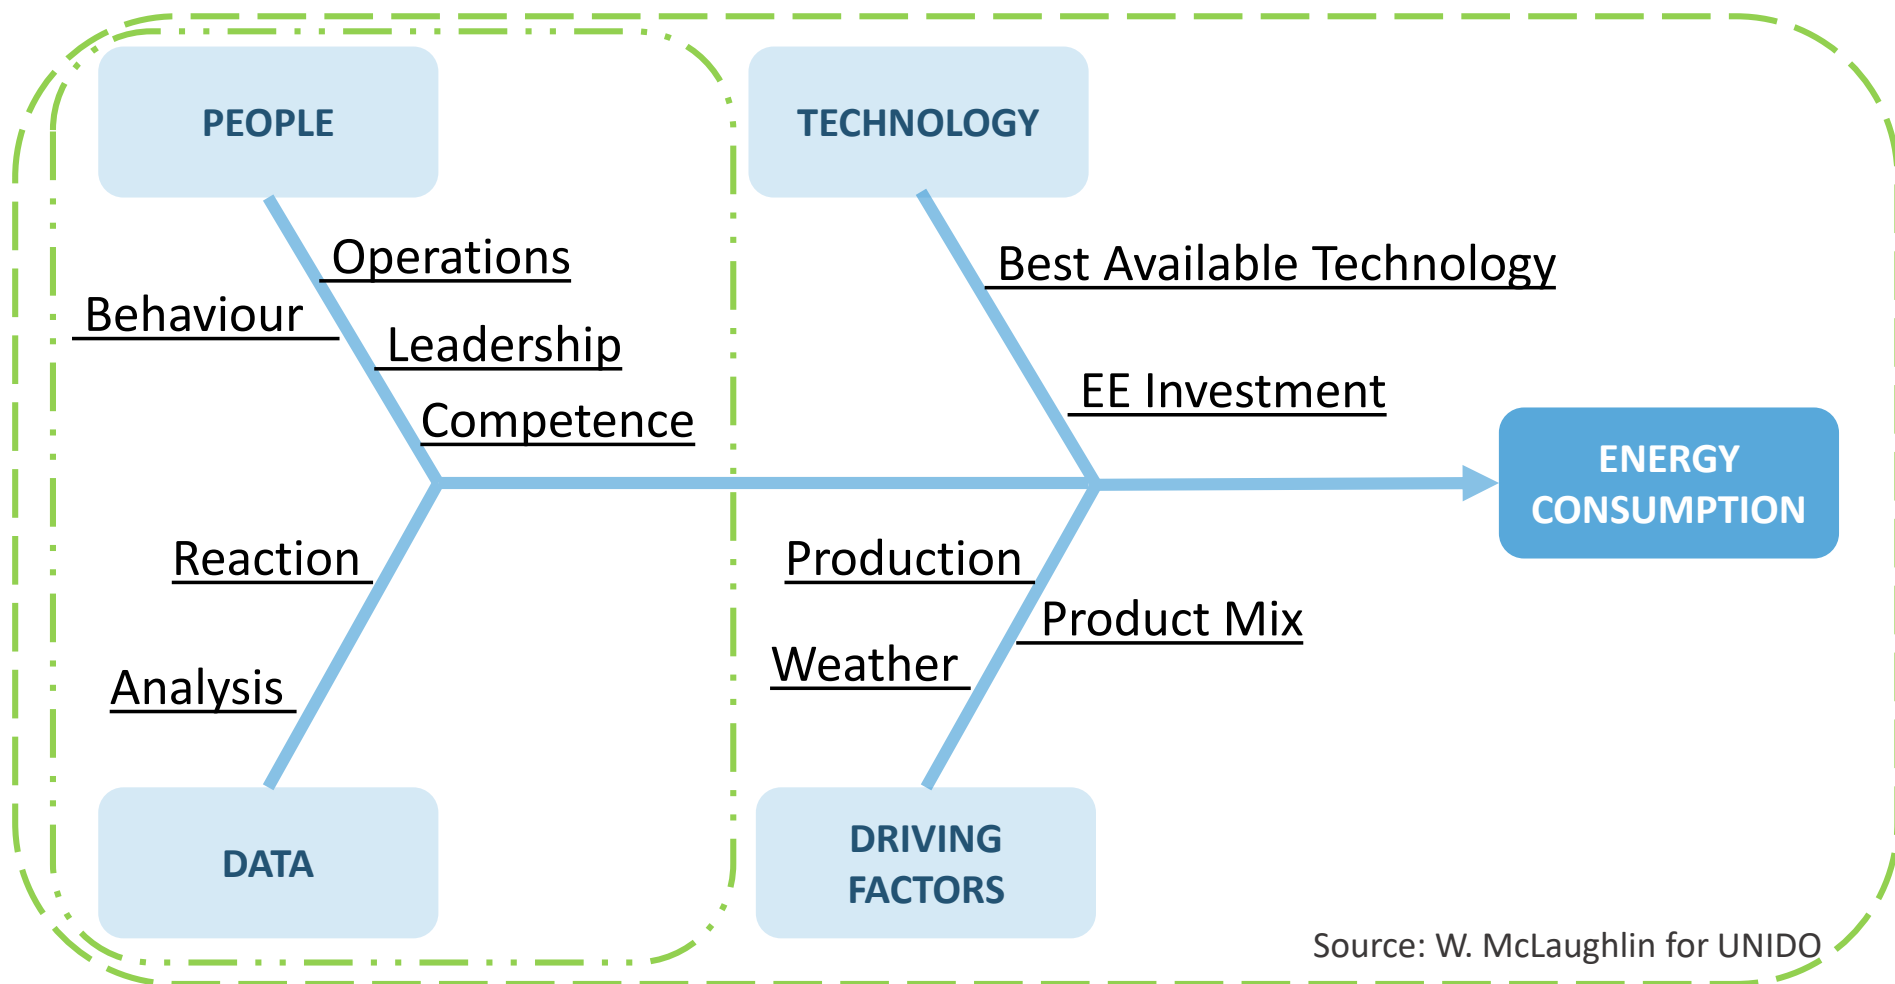 PEOPLE
TECHNOLOGY
Operations
Behaviour
Leadership
Competence
Best Available Technology
EE Investment
ENERGY
CONSUMPTION
Reaction
Analysis
Production
Product Mix
Weather
DATA
DRIVING
FACTORS
Source: W. McLaughlin for UNIDO